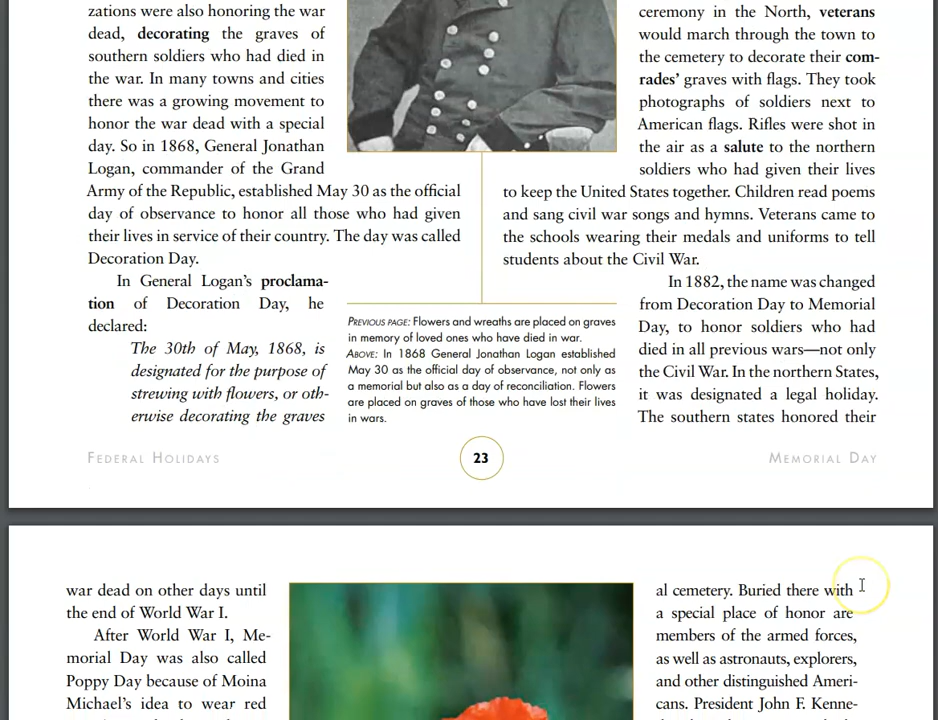 zations were also honoring the war
dead, decorating the graves of
southern soldiers who had died in
the war. In many towns and cities
there was a growing movement to
honor the war dead with a special
day. So in 1868, General Jonathan
Logan, commander of the Grand
Army of the Republic, established May 30 as the official
day of observance to honor all those who had given
their lives in service of their country. The day was called
Decoration Day.
In General Logan's proclama-
tion of Decoration Day, he
declared:
The 30th of May, 1868, is
designated for the purpose of
strewing with flowers, or oth-
erwise decorating the graves
PREVIOUS PAGE: Flowers and wreaths are placed on graves
in memory of loved ones who have died in war.
ABOVE: In 1868 General Jonathan Logan established
May 30 as the official day of observance, not only as
a memorial but also as a day of reconciliation. Flowers
are placed on graves of those who have lost their lives
in wars.
ceremony in the North, veterans
would march through the town to
the cemetery to decorate their com-
rades' graves with flags. They took
photographs of soldiers next to
American flags. Rifles were shot in
the air as a salute to the northern
soldiers who had given their lives
to keep the United States together. Children read poems
and sang civil war songs and hymns. Veterans came to
the schools wearing their medals and uniforms to tell
students about the Civil War.
In 1882, the name was changed
from Decoration Day to Memorial
Day, to honor soldiers who had
died in all previous wars—not only
the Civil War. In the northern States,
it was designated a legal holiday.
The southern states honored their
FEDERAL HOLIDAYS
23
MEMORIAL DAY
war dead on other days until
the end of World War I.
After World War I, Me-
morial Day was also called
Poppy Day because of Moina
Michael's idea to wear red
al cemetery. Buried there with
a special place of honor are
members of the armed forces,
as well as astronauts, explorers,
and other distinguished Ameri-
cans. President John F. Kenne-